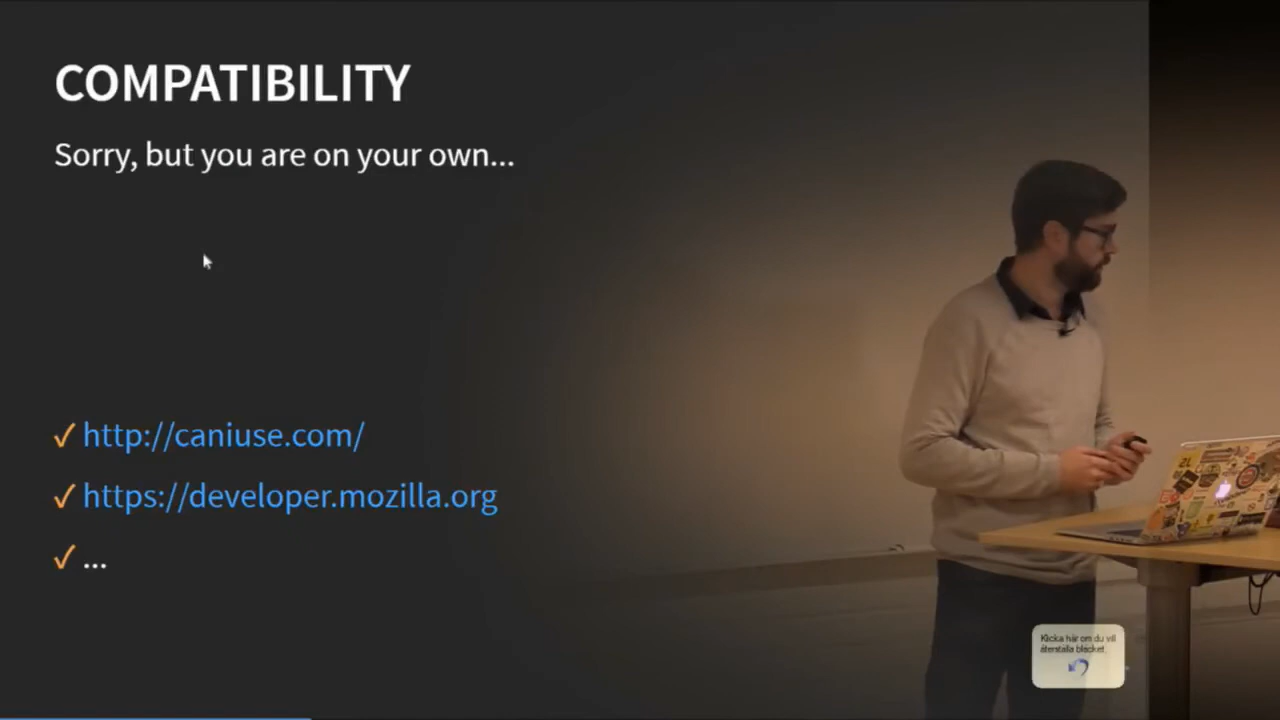 COMPATIBILITY
Sorry, but you are on your own...
✓ http://caniuse.com/
✓ https://developer.mozilla.org
✓ ...
Klicka här om du vill
återställa blocket.